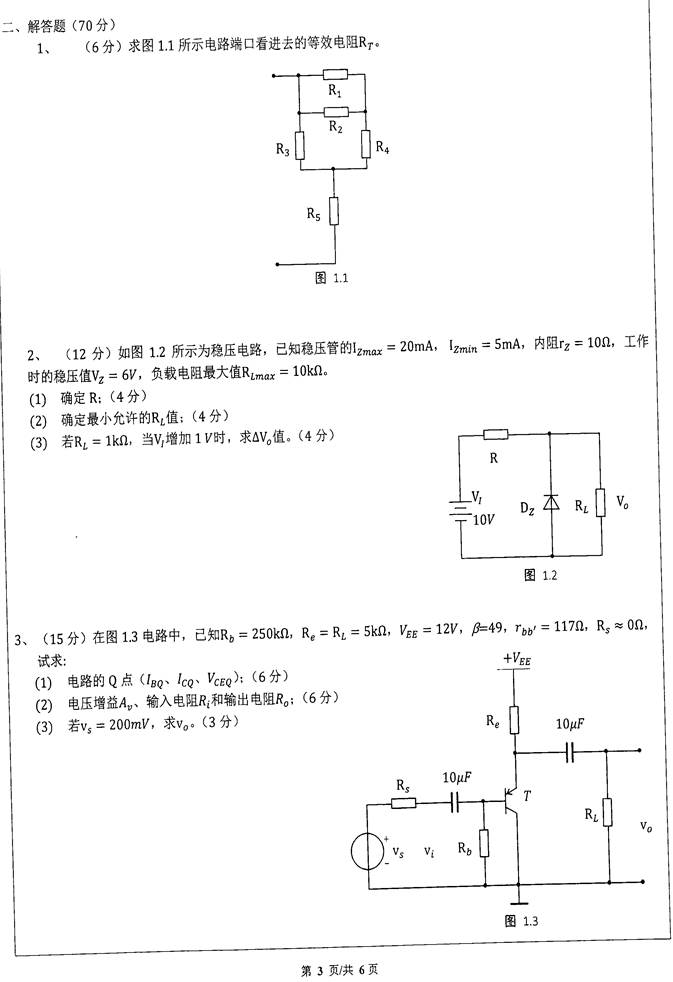 二、解答题（70分）
1、 （6分）求图1.1所示电路端口看进去的等效电阻R_T。
R₁
R₂
R₃
R₄
R₅
图 1.1
2、 （12 分）如图 1.2 所示为稳压电路，已知稳压管的I_Zmax = 20mA， I_Zmin = 5mA，内阻r_Z = 10Ω，工作
时的稳压值V_Z = 6V，负载电阻最大值R_Lmax = 10kΩ。
(1) 确定 R；（4 分）
(2) 确定最小允许的R_L值；（4 分）
(3) 若R_L = 1kΩ，当V_I增加 1 V时，求ΔV_o值。（4 分）
R
V_I
10V
D_Z
R_L
V_o
图 1.2
3、（15 分）在图 1.3 电路中，已知R_b = 250kΩ，R_e = R_L = 5kΩ，V_EE = 12V，β=49，r_bb′ = 117Ω，R_s ≈ 0Ω，
试求:
(1) 电路的 Q 点（I_BQ、I_CQ、V_CEQ）；（6 分）
(2) 电压增益A_v、输入电阻R_i和输出电阻R_o；（6 分）
(3) 若v_s = 200mV，求v_o。（3 分）
+V_EE
R_e
10μF
R_s
10μF
T
R_L
v_o
+
v_s
-
v_i
R_b
图 1.3
第 3 页/共 6 页